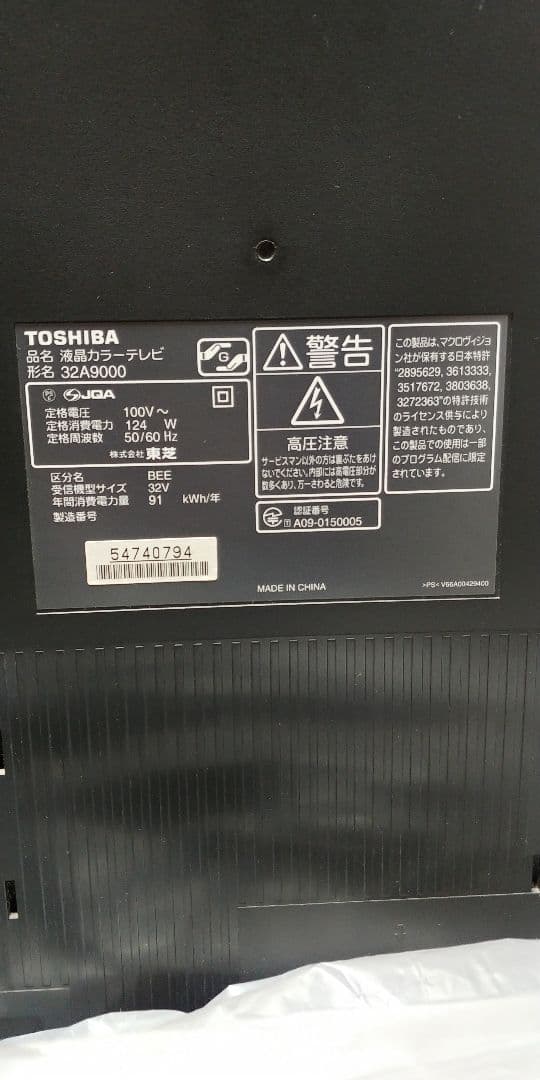 TOSHIBA
品名 液晶カラーテレビ
形名 32A9000
G
PS E JQA
定格電圧 100V～
定格消費電力 124 W
定格周波数 50/60 Hz
株式会社 東芝
区分名 BEE
受信機型サイズ 32V
年間消費電力量 91 kWh/年
製造番号
54740794
警告
高圧注意
サービスマン以外の方は裏ぶたをあけ
ないでください。内部には高電圧部分が
数多くあり、万一さわると危険です。
認証番号
T A09-0150005
この製品は、マクロヴィジョ
ン社が保有する日本特許
"2895629, 3613333,
3517672, 3803638,
3272363"の特許技術
のライセンス供与により
製造されたものであり、
この製品での使用は一部
のプログラム配信に限定
されています。
MADE IN CHINA
>PS< V66A00429400